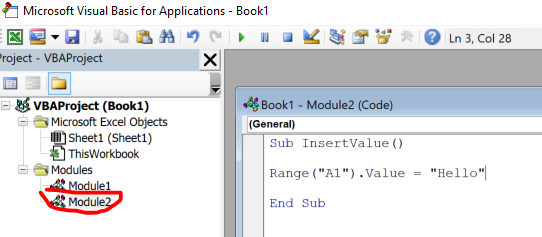 Microsoft Visual Basic for Applications - Book1
Ln 3, Col 28
Project - VBAProject
VBAProject (Book1)
Microsoft Excel Objects
Sheet1 (Sheet1)
ThisWorkbook
Modules
Module1
Module2
Book1 - Module2 (Code)
(General)
Sub InsertValue()
Range("A1").Value = "Hello"
End Sub